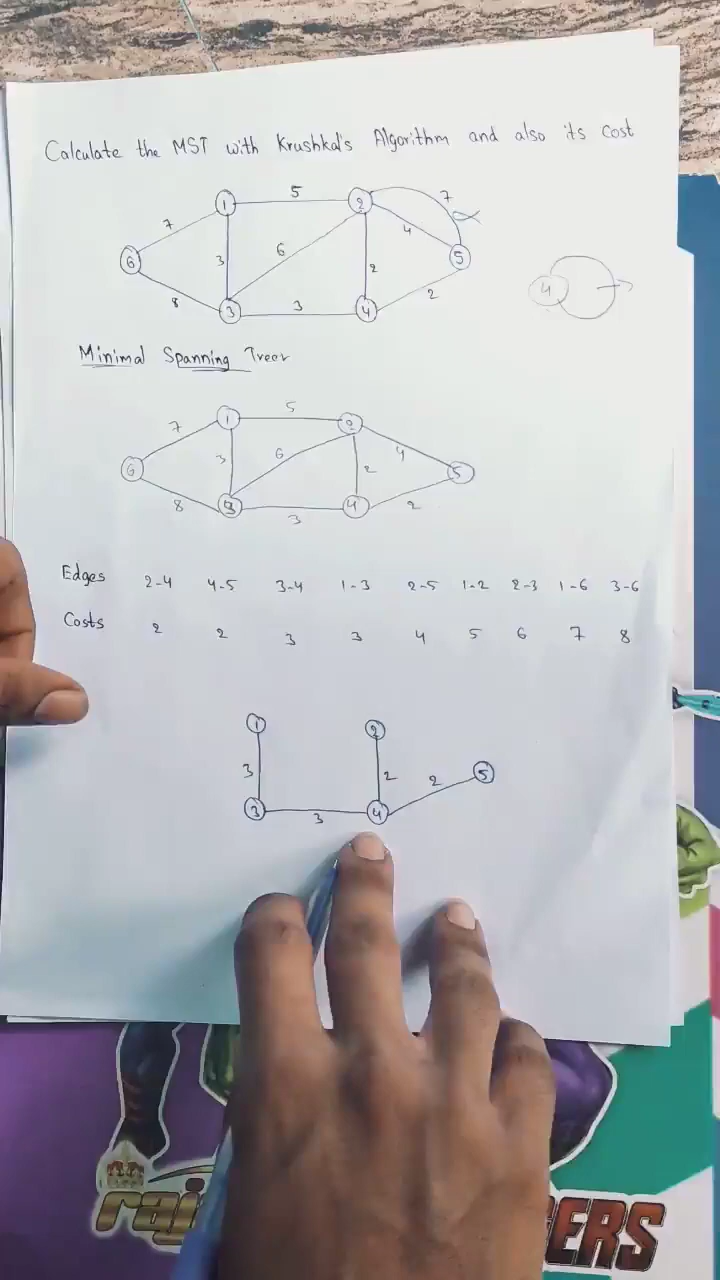 Calculate the MST with Krushkal's Algorithm and also its cost
1 5 2 7
7 4
6 3 6 2 5
8 3 3 4 2
4
Minimal Spanning Treer
1 5 2
7 3 6 2 4
6 5
8 3 3 4 2
Edges 2-4 4-5 3-4 1-3 2-5 1-2 2-3 1-6 3-6
Costs 2 2 3 3 4 5 6 7 8
1 2
3 2 2 5
3 3 4
raj
GERS